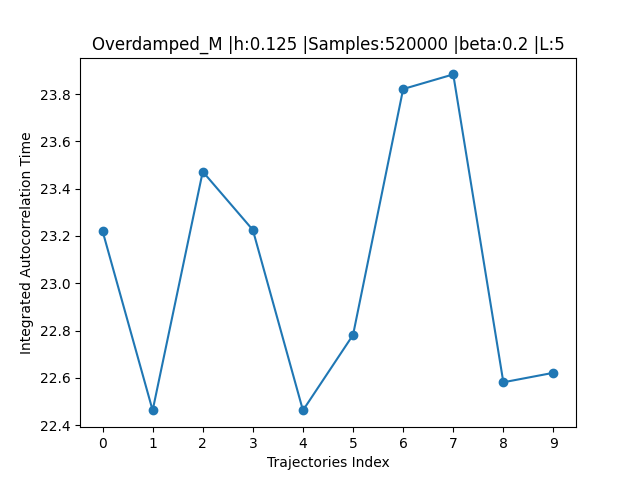 Overdamped_M |h:0.125 |Samples:520000 |beta:0.2 |L:5
Integrated Autocorrelation Time
23.8
23.6
23.4
23.2
23.0
22.8
22.6
22.4
0 1 2 3 4 5 6 7 8 9
Trajectories Index